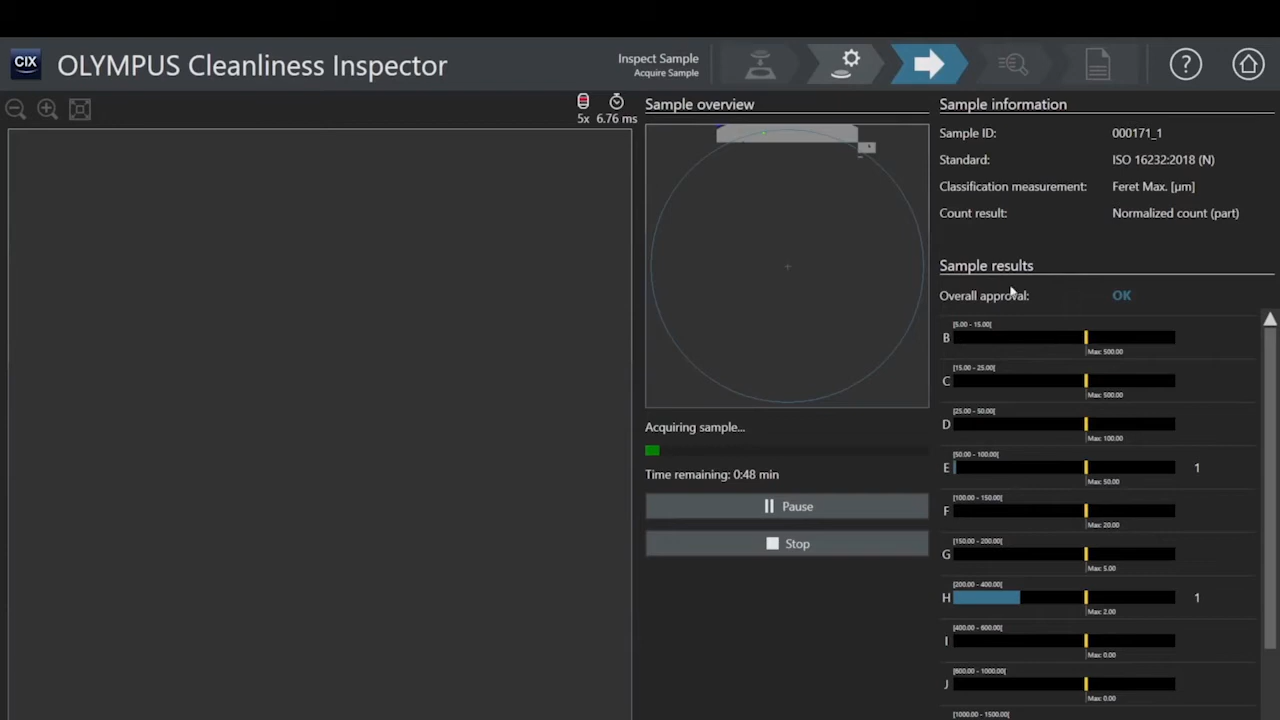 CIX
OLYMPUS Cleanliness Inspector
Inspect Sample
Acquire Sample
?
5x
6.76 ms
Sample overview
Acquiring sample...
Time remaining: 0:48 min
Pause
Stop
Sample information
Sample ID: 000171_1
Standard: ISO 16232:2018 (N)
Classification measurement: Feret Max. [µm]
Count result: Normalized count (part)
Sample results
Overall approval: OK
[5.00 - 15.00[
B
Max: 500.00
[15.00 - 25.00[
C
Max: 500.00
[25.00 - 50.00[
D
Max: 100.00
[50.00 - 100.00[
E 1
Max: 50.00
[100.00 - 150.00[
F
Max: 20.00
[150.00 - 200.00[
G
Max: 5.00
[200.00 - 400.00[
H 1
Max: 2.00
[400.00 - 600.00[
I
Max: 0.00
[600.00 - 1000.00[
J
Max: 0.00
[1000.00 - 1500.00[